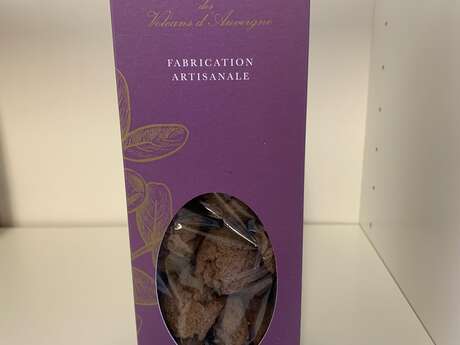 des
Volcans d'Auvergne
FABRICATION
ARTISANALE